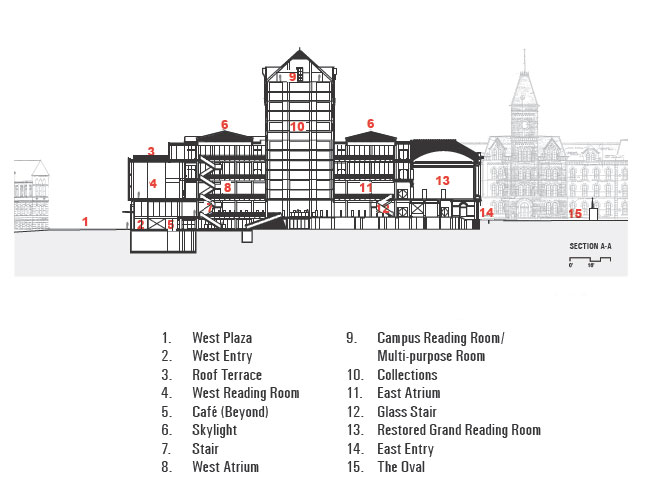 9
6
10
6
3
4
8
11
13
7
12
2
5
14
1
15
SECTION A-A
0' 16'
1. West Plaza
2. West Entry
3. Roof Terrace
4. West Reading Room
5. Café (Beyond)
6. Skylight
7. Stair
8. West Atrium
9. Campus Reading Room/
Multi-purpose Room
10. Collections
11. East Atrium
12. Glass Stair
13. Restored Grand Reading Room
14. East Entry
15. The Oval